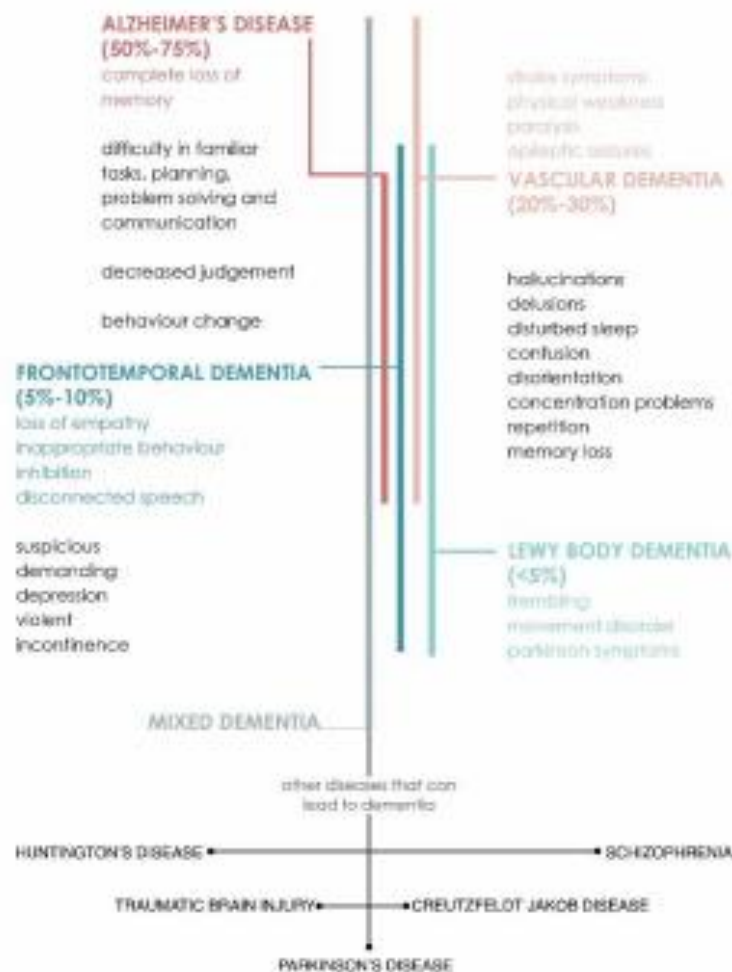 ALZHEIMER'S DISEASE
(50%-75%)
complete loss of
memory
difficulty in familiar
tasks, planning,
problem solving and
communication
decreased judgement
behaviour change
FRONTOTEMPORAL DEMENTIA
(5%-10%)
loss of empathy
inappropriate behaviour
inhibition
disconnected speech
suspicious
demanding
depression
violent
incontinence
MIXED DEMENTIA
stroke symptoms
physical weakness
paralysis
epileptic seizures
VASCULAR DEMENTIA
(20%-30%)
hallucinations
delusions
disturbed sleep
confusion
disorientation
concentration problems
repetition
memory loss
LEWY BODY DEMENTIA
(<5%)
trembling
movement disorder
parkinson symptoms
other diseases that can
lead to dementia
HUNTINGTON'S DISEASE
SCHIZOPHRENIA
TRAUMATIC BRAIN INJURY
CREUTZFELDT JAKOB DISEASE
PARKINSON'S DISEASE